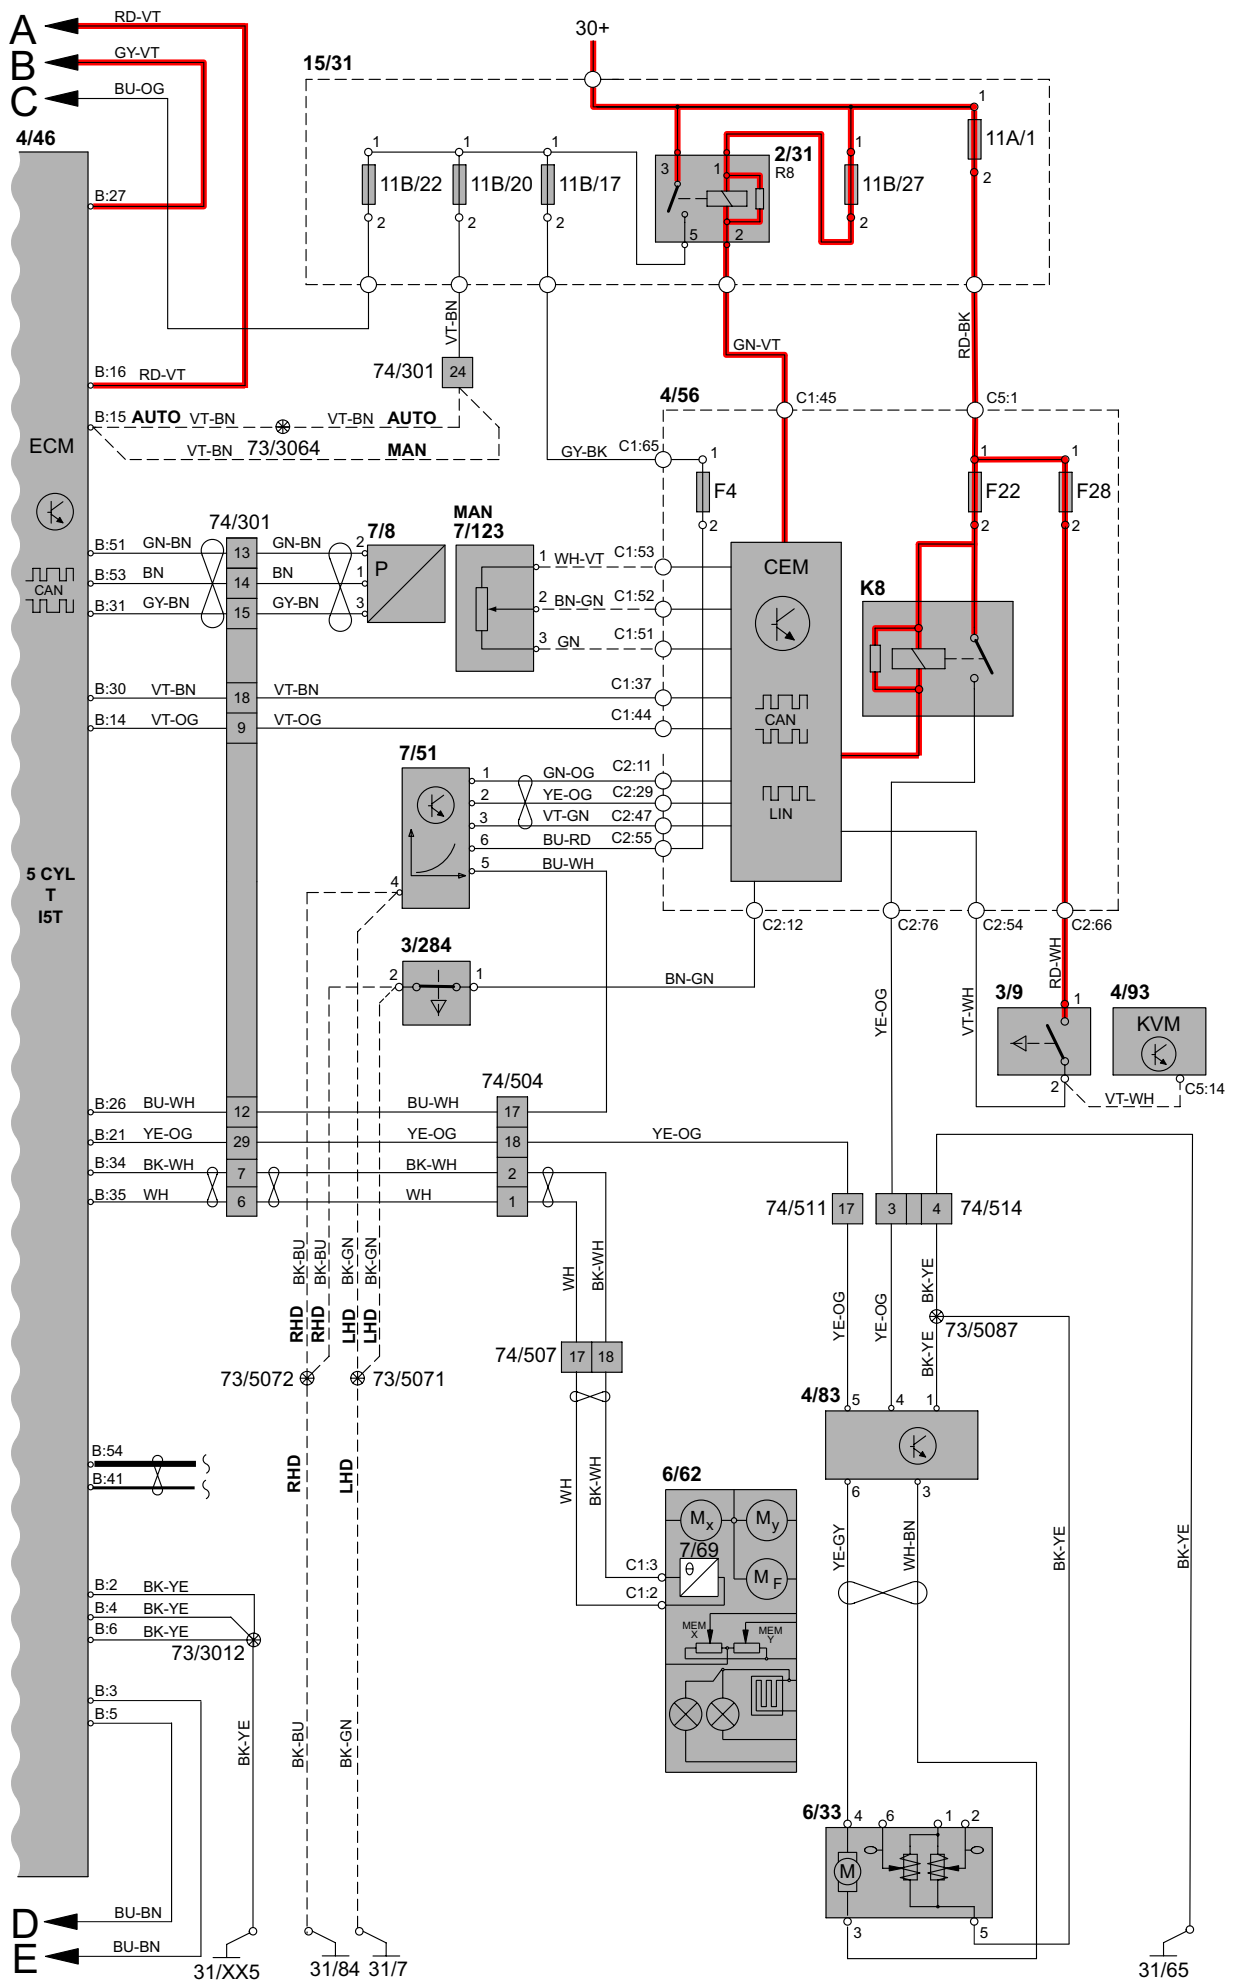 A RD-VT 30+
B GY-VT 15/31
C BU-OG
4/46
1 1 1 3 1 2/31 R8 1 1 11A/1
11B/22 11B/20 11B/17 11B/27
2
B:27
2 2 2 5 2 2
VT-BN
GN-VT
RD-BK
B:16 RD-VT
74/301 24
4/56 C1:45 C5:1
B:15 AUTO VT-BN VT-BN AUTO
73/3064
VT-BN MAN
ECM
GY-BK C1:65 1 1 1
F4 F22 F28
2 2 2
74/301 7/8 MAN 7/123
B:51 GN-BN 13 GN-BN 2 P
B:53 BN 14 BN 1
B:31 GY-BN 15 GY-BN 3
CAN
1 WH-VT C1:53
2 BN-GN C1:52
3 GN C1:51
CEM
K8
B:30 VT-BN 18 VT-BN C1:37
B:14 VT-OG 9 VT-OG C1:44
CAN
LIN
7/51
1 GN-OG C2:11
2 YE-OG C2:29
3 VT-GN C2:47
6 BU-RD C2:55
5 BU-WH
4
5 CYL
T
I5T
C2:12 C2:76 C2:54 C2:66
3/284
2 1 BN-GN
YE-OG
VT-WH
RD-WH
3/9 1 4/93
KVM
2 VT-WH C5:14
74/504
B:26 BU-WH 12 BU-WH 17
B:21 YE-OG 29 YE-OG 18 YE-OG
B:34 BK-WH 7 BK-WH 2
B:35 WH 6 WH 1
74/511 17 3 4 74/514
BK-BU BK-BU BK-GN BK-GN
RHD RHD LHD LHD
WH BK-WH
YE-OG YE-OG BK-YE
73/5087
BK-YE
73/5072 73/5071
74/507 17 18
4/83 5 4 1
6 3
B:54
B:41
RHD LHD
WH BK-WH
6/62
Mx My
7/69
C1:3 θ MF
C1:2
MEM X MEM Y
YE-GY WH-BN BK-YE BK-YE
B:2 BK-YE
B:4 BK-YE
B:6 BK-YE
73/3012
B:3
B:5
BK-YE BK-BU BK-GN
6/33 4 6 1 2
M
3 5
D BU-BN
E BU-BN
31/XX5 31/84 31/7 31/65